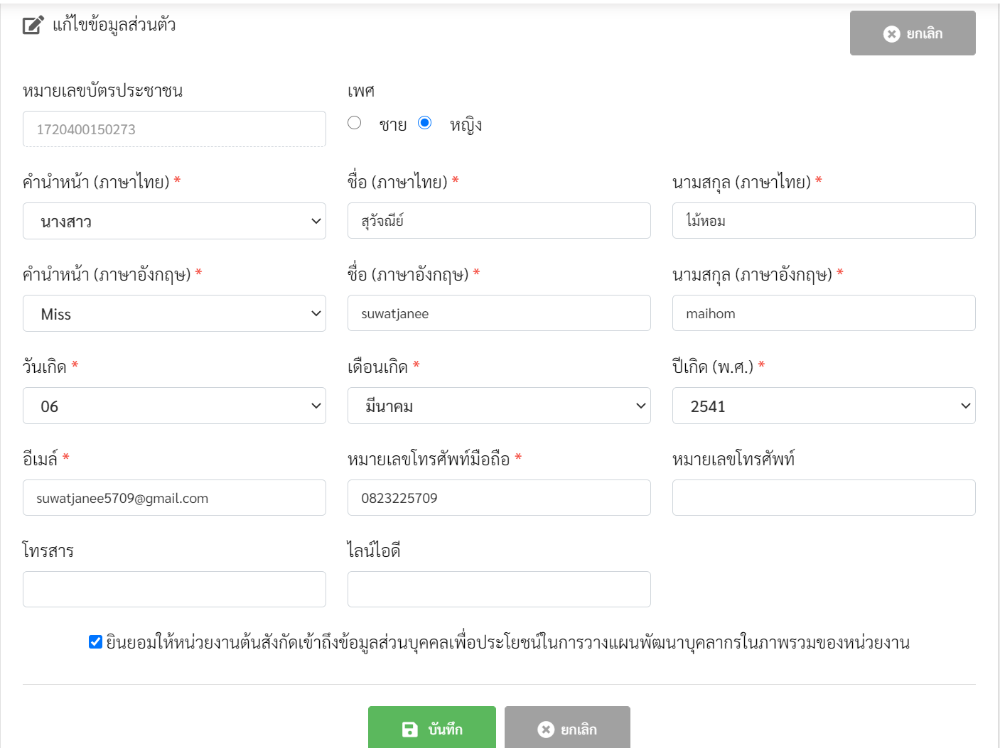 แก้ไขข้อมูลส่วนตัว
ยกเลิก
หมายเลขบัตรประชาชน เพศ
1720400150273 ชาย หญิง
คำนำหน้า (ภาษาไทย) * ชื่อ (ภาษาไทย) * นามสกุล (ภาษาไทย) *
นางสาว สุวัจณีย์ ไม้หอม
คำนำหน้า (ภาษาอังกฤษ) * ชื่อ (ภาษาอังกฤษ) * นามสกุล (ภาษาอังกฤษ) *
Miss suwatjanee maihom
วันเกิด * เดือนเกิด * ปีเกิด (พ.ศ.) *
06 มีนาคม 2541
อีเมล์ * หมายเลขโทรศัพท์มือถือ * หมายเลขโทรศัพท์
suwatjanee5709@gmail.com 0823225709
โทรสาร ไลน์ไอดี
ยินยอมให้หน่วยงานต้นสังกัดเข้าถึงข้อมูลส่วนบุคคลเพื่อประโยชน์ในการวางแผนพัฒนาบุคลากรในภาพรวมของหน่วยงาน
บันทึก ยกเลิก